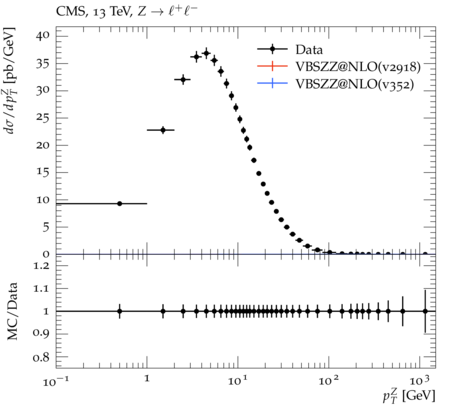 CMS, 13 TeV, Z → ℓ⁺ℓ⁻
dσ/dp_T^Z [pb/GeV]
40
35
30
25
20
15
10
5
0
Data
VBSZZ@NLO(v2918)
VBSZZ@NLO(v352)
MC/Data
1.2
1.1
1
0.9
0.8
10⁻¹ 1 10¹ 10² 10³
p_T^Z [GeV]